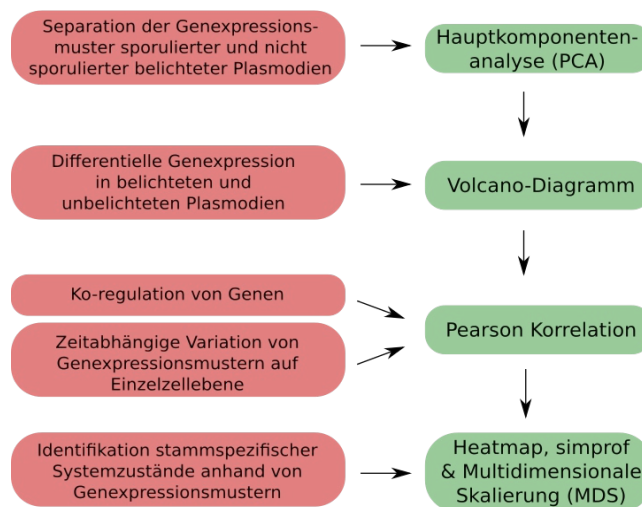 Separation der Genexpressions-
muster sporulierter und nicht
sporulierter belichteter Plasmodien
Hauptkomponenten-
analyse (PCA)
Differentielle Genexpression
in belichteten und
unbelichteten Plasmodien
Volcano-Diagramm
Ko-regulation von Genen
Zeitabhängige Variation von
Genexpressionsmustern auf
Einzelzellebene
Pearson Korrelation
Identifikation stammspezifischer
Systemzustände anhand von
Genexpressionsmustern
Heatmap, simprof
& Multidimensionale
Skalierung (MDS)